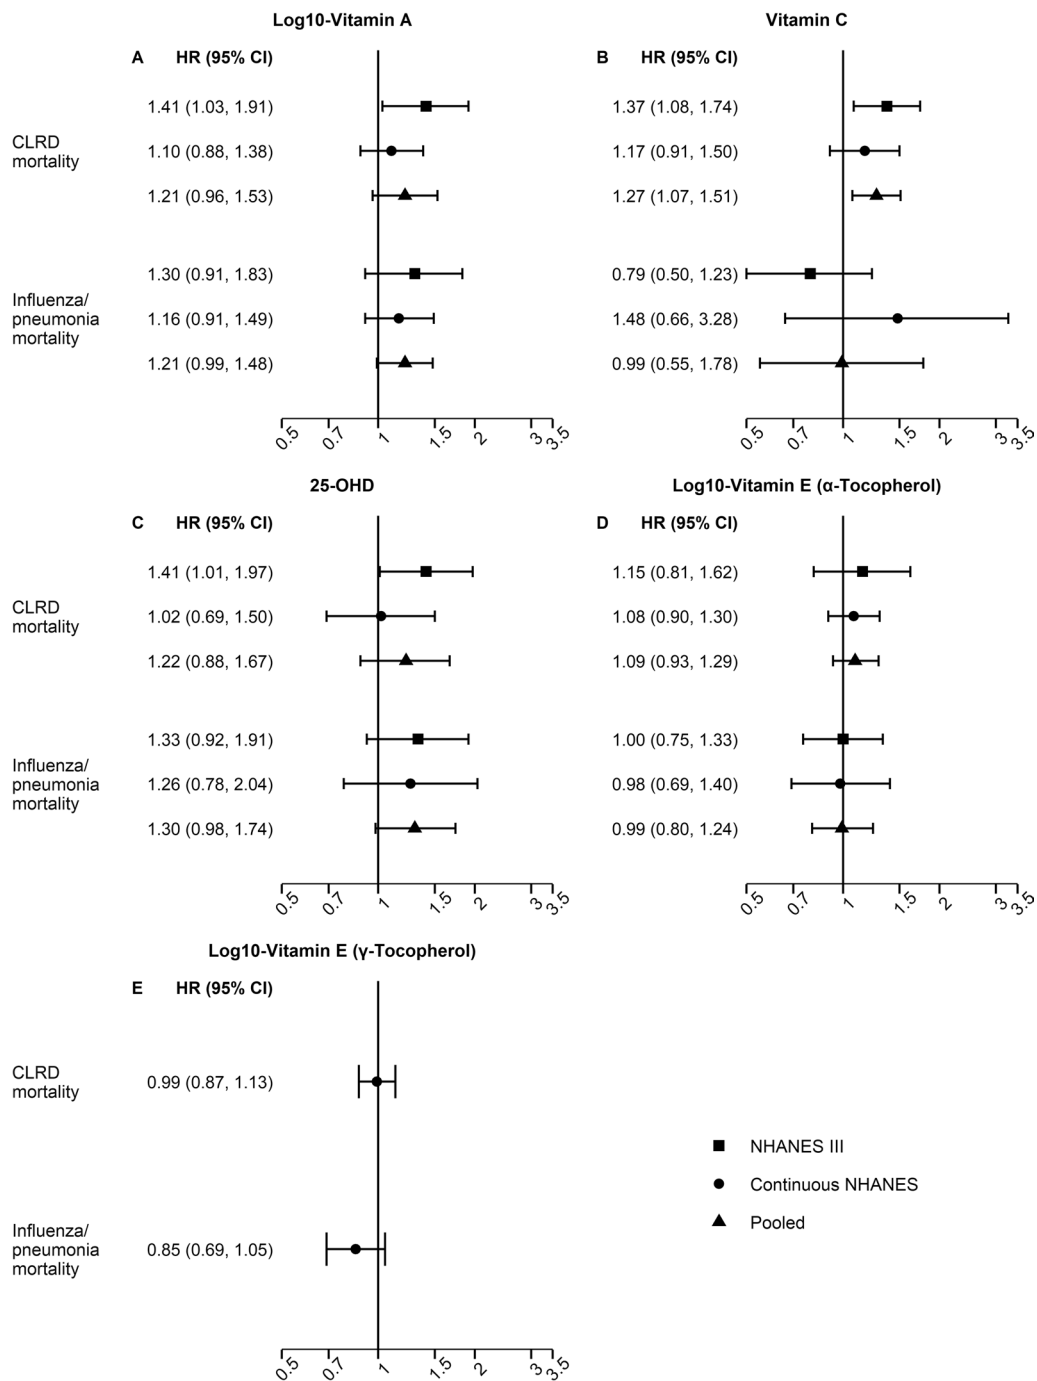 Log10-Vitamin A
A HR (95% CI)
CLRD
mortality
1.41 (1.03, 1.91)
1.10 (0.88, 1.38)
1.21 (0.96, 1.53)
Influenza/
pneumonia
mortality
1.30 (0.91, 1.83)
1.16 (0.91, 1.49)
1.21 (0.99, 1.48)
0.5 0.7 1 1.5 2 3 3.5
Vitamin C
B HR (95% CI)
1.37 (1.08, 1.74)
1.17 (0.91, 1.50)
1.27 (1.07, 1.51)
0.79 (0.50, 1.23)
1.48 (0.66, 3.28)
0.99 (0.55, 1.78)
0.5 0.7 1 1.5 2 3 3.5
25-OHD
C HR (95% CI)
CLRD
mortality
1.41 (1.01, 1.97)
1.02 (0.69, 1.50)
1.22 (0.88, 1.67)
Influenza/
pneumonia
mortality
1.33 (0.92, 1.91)
1.26 (0.78, 2.04)
1.30 (0.98, 1.74)
0.5 0.7 1 1.5 2 3 3.5
Log10-Vitamin E (α-Tocopherol)
D HR (95% CI)
1.15 (0.81, 1.62)
1.08 (0.90, 1.30)
1.09 (0.93, 1.29)
1.00 (0.75, 1.33)
0.98 (0.69, 1.40)
0.99 (0.80, 1.24)
0.5 0.7 1 1.5 2 3 3.5
Log10-Vitamin E (γ-Tocopherol)
E HR (95% CI)
CLRD
mortality
0.99 (0.87, 1.13)
Influenza/
pneumonia
mortality
0.85 (0.69, 1.05)
0.5 0.7 1 1.5 2 3 3.5
NHANES III
Continuous NHANES
Pooled